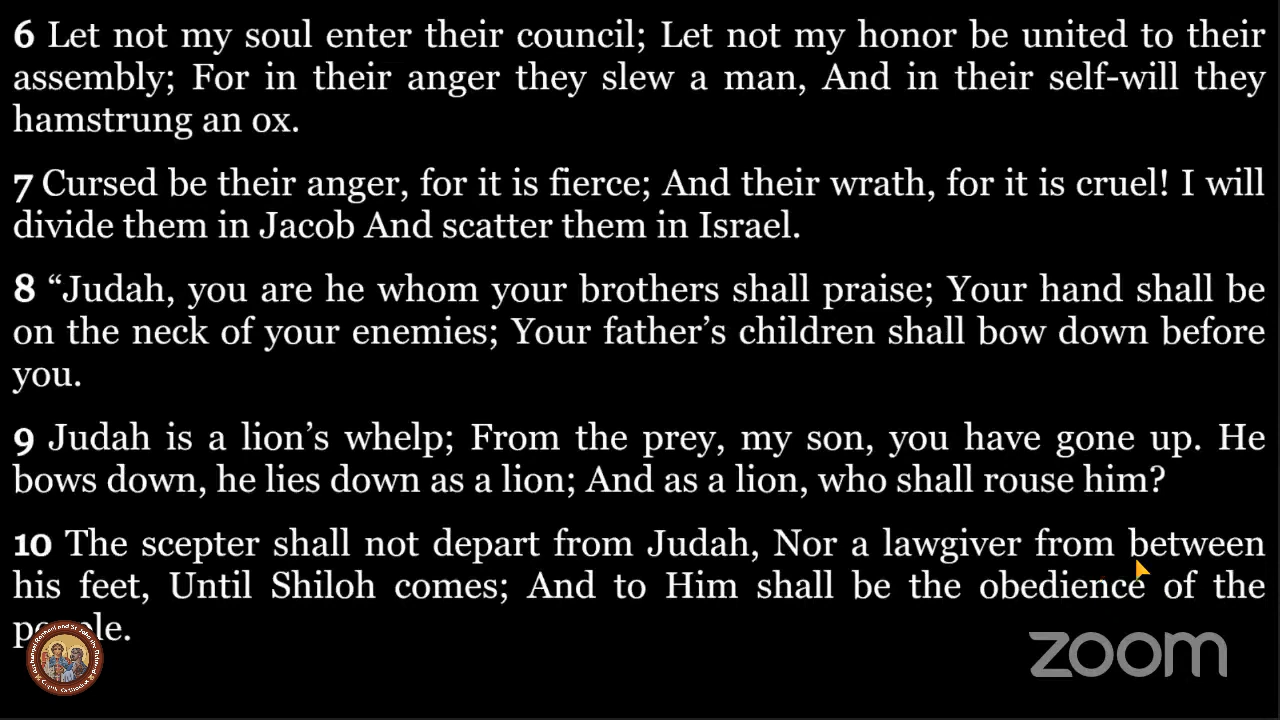 6 Let not my soul enter their council; Let not my honor be united to their
assembly; For in their anger they slew a man, And in their self-will they
hamstrung an ox.
7 Cursed be their anger, for it is fierce; And their wrath, for it is cruel! I will
divide them in Jacob And scatter them in Israel.
8 “Judah, you are he whom your brothers shall praise; Your hand shall be
on the neck of your enemies; Your father’s children shall bow down before
you.
9 Judah is a lion’s whelp; From the prey, my son, you have gone up. He
bows down, he lies down as a lion; And as a lion, who shall rouse him?
10 The scepter shall not depart from Judah, Nor a lawgiver from between
his feet, Until Shiloh comes; And to Him shall be the obedience of the
zoom